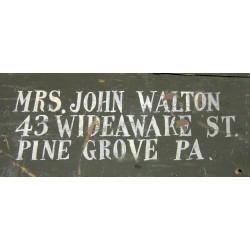 MRS. JOHN WALTON
43 WIDEAWAKE ST.
PINE GROVE PA.